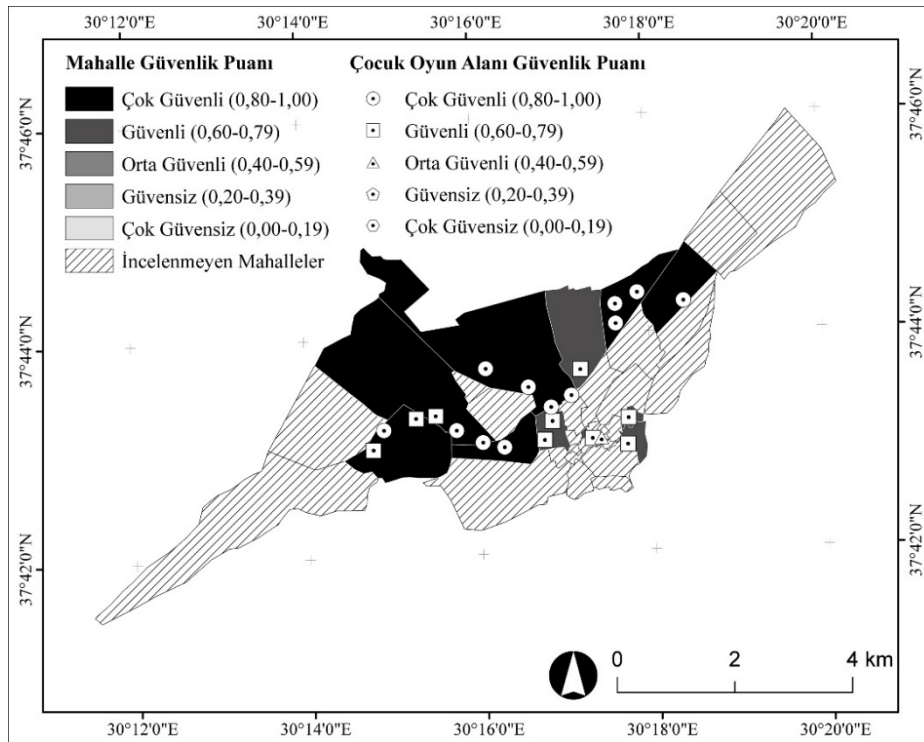 30°12'0"E 30°14'0"E 30°16'0"E 30°18'0"E 30°20'0"E
Mahalle Güvenlik Puanı
Çok Güvenli (0,80-1,00)
Güvenli (0,60-0,79)
Orta Güvenli (0,40-0,59)
Güvensiz (0,20-0,39)
Çok Güvensiz (0,00-0,19)
İncelenmeyen Mahalleler
Çocuk Oyun Alanı Güvenlik Puanı
Çok Güvenli (0,80-1,00)
Güvenli (0,60-0,79)
Orta Güvenli (0,40-0,59)
Güvensiz (0,20-0,39)
Çok Güvensiz (0,00-0,19)
37°46'0"N
37°44'0"N
37°42'0"N
37°46'0"N
37°44'0"N
37°42'0"N
0 2 4 km
30°12'0"E 30°14'0"E 30°16'0"E 30°18'0"E 30°20'0"E